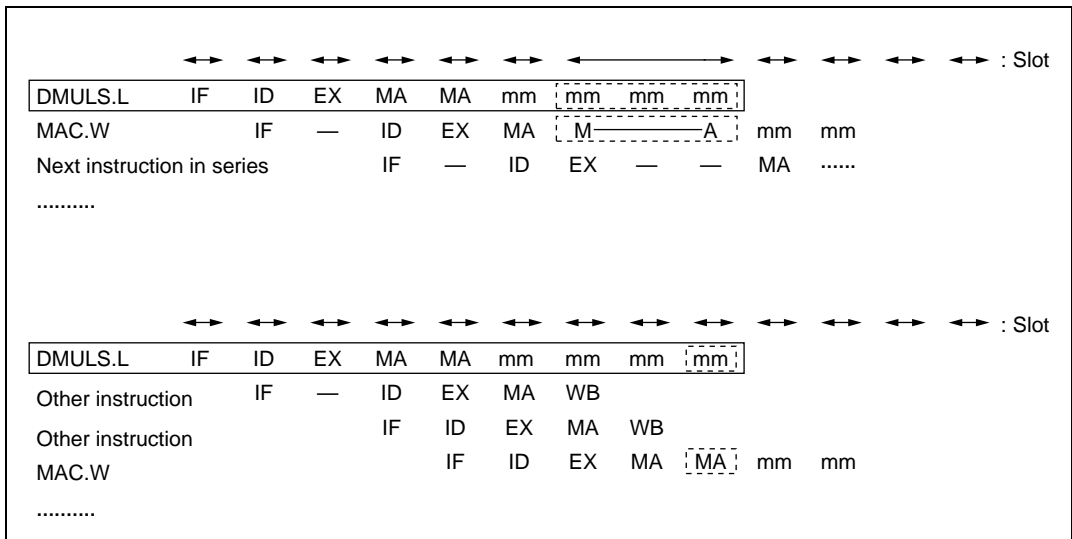 : Slot
DMULS.L IF ID EX MA MA mm mm mm mm
MAC.W IF — ID EX MA M A mm mm
Next instruction in series IF — ID EX — — MA ......
..........
: Slot
DMULS.L IF ID EX MA MA mm mm mm mm
Other instruction IF — ID EX MA WB
Other instruction IF ID EX MA WB
MAC.W IF ID EX MA MA mm mm
..........